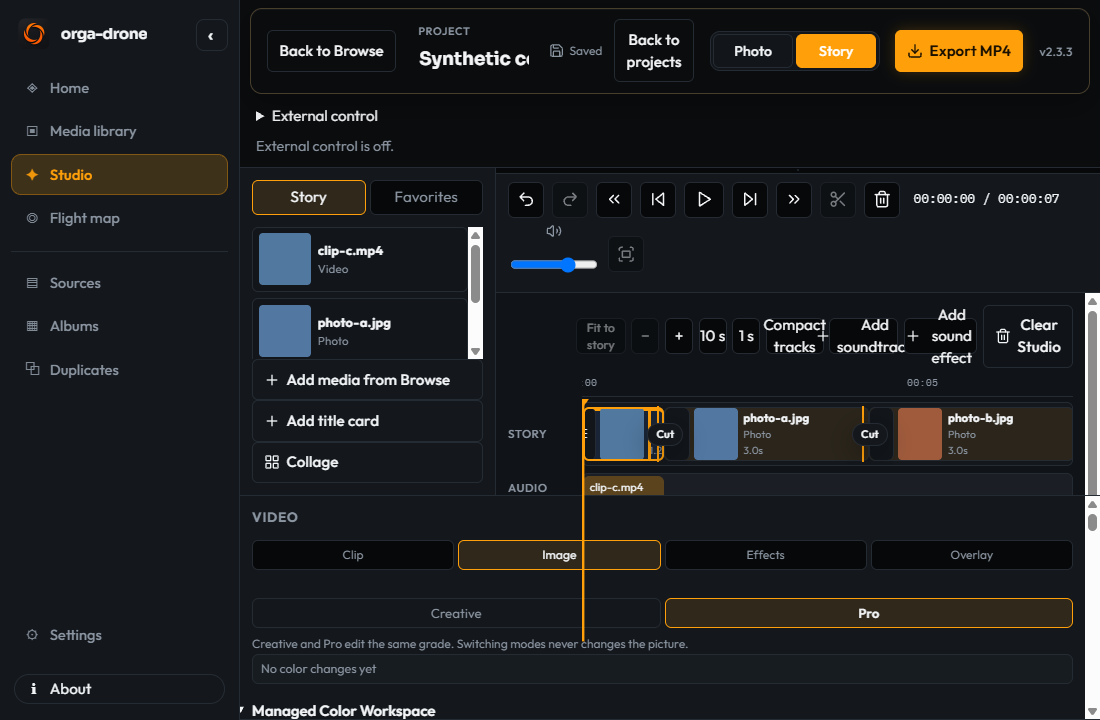 orga-drone
‹
Home
Media library
Studio
Flight map
Sources
Albums
Duplicates
Settings
About
Back to Browse
PROJECT
Saved
Back to
projects
Photo
Story
Export MP4
v2.3.3
External control
External control is off.
Story
Favorites
clip-c.mp4
Video
photo-a.jpg
Photo
Add media from Browse
Add title card
Collage
00:00:00 / 00:00:07
Fit to
story
−
+
10 s
1 s
Compact
tracks
Add
Add
sound
effect
Clear
Studio
00:05
STORY
Cut
photo-a.jpg
Photo
3.0s
Cut
photo-b.jpg
Photo
3.0s
AUDIO
clip-c.mp4
VIDEO
Clip
Image
Effects
Overlay
Creative
Pro
Creative and Pro edit the same grade. Switching modes never changes the picture.
No color changes yet
Managed Color Workspace